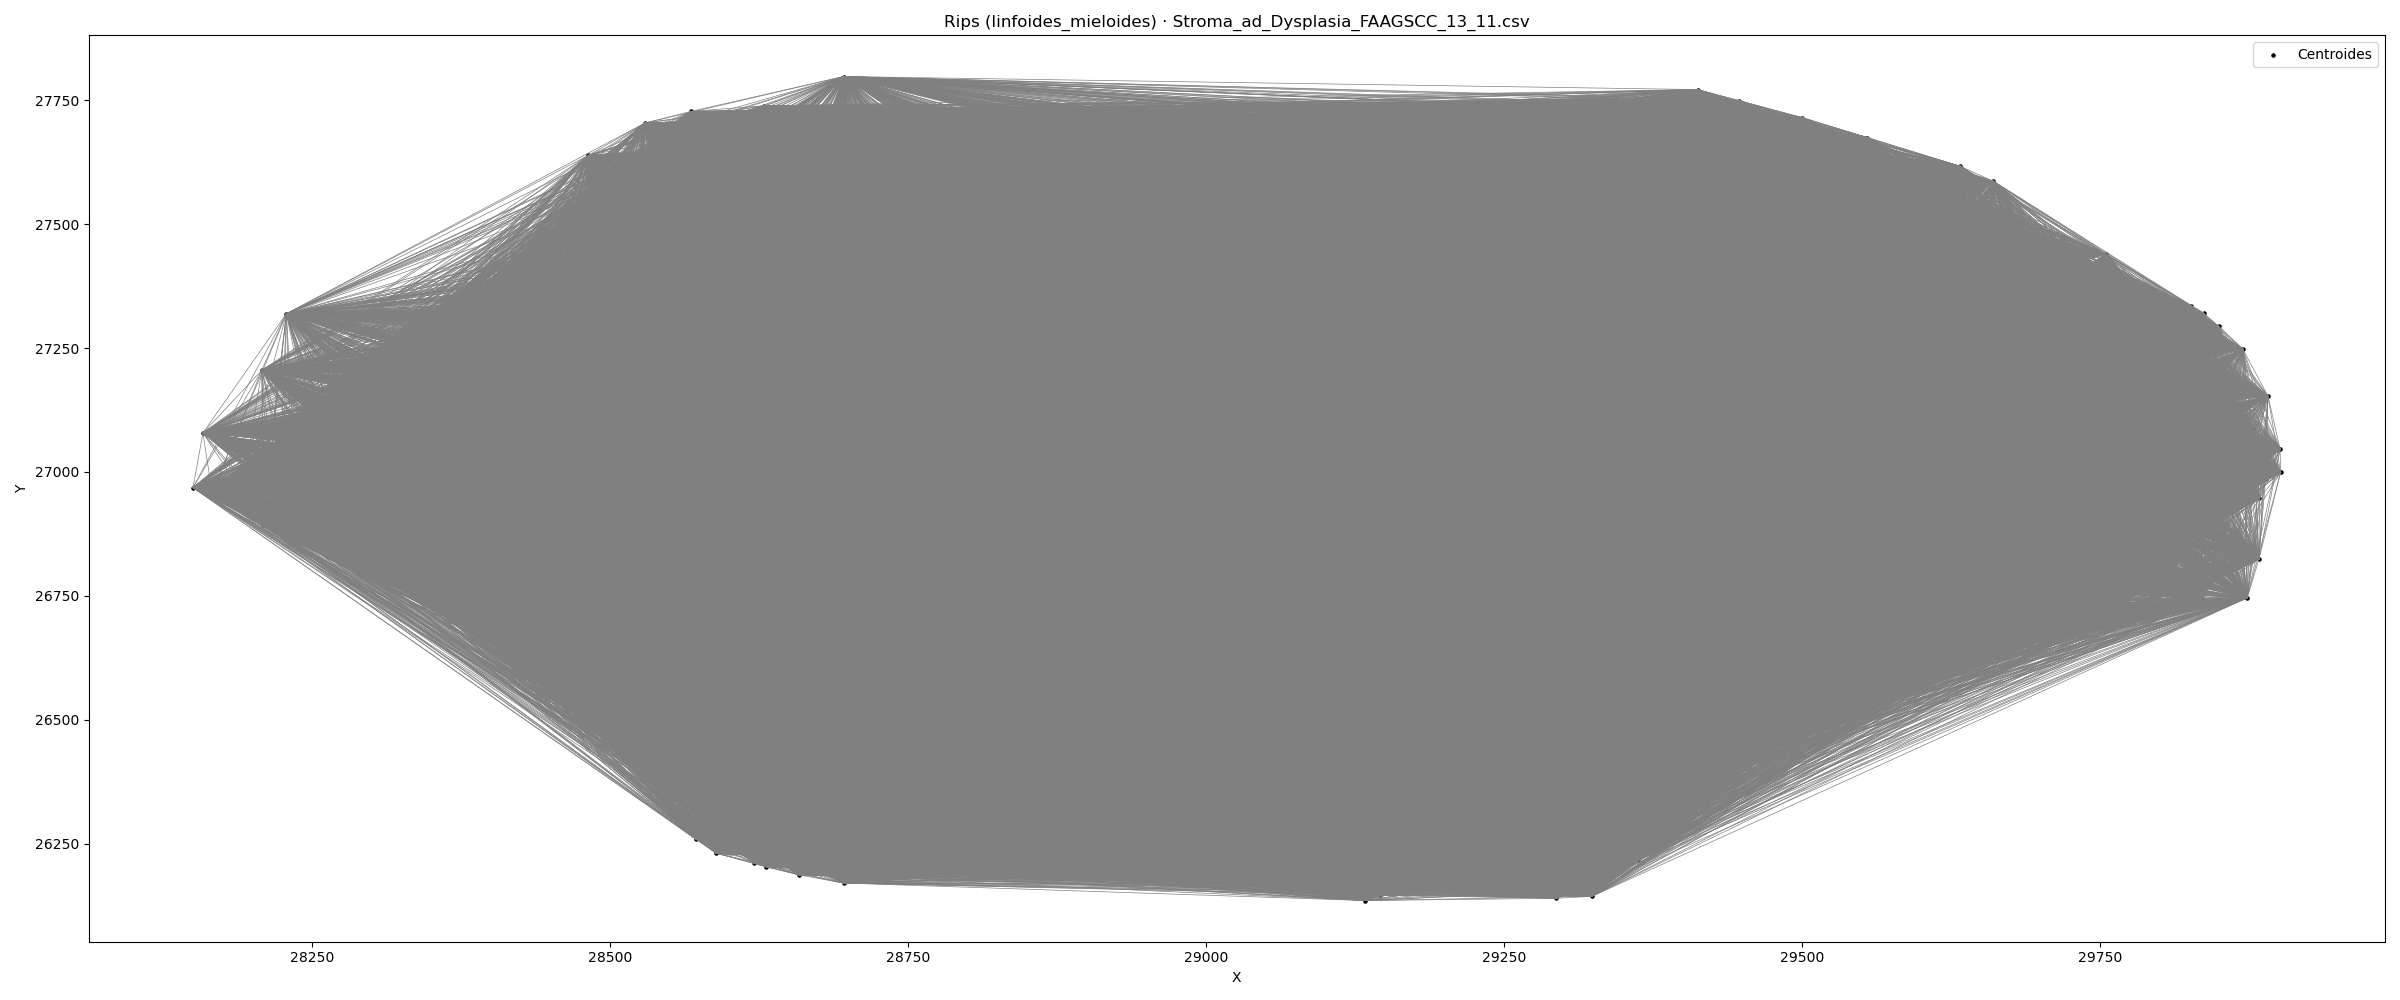 Rips (linfoides_mieloides) · Stroma_ad_Dysplasia_FAAGSCC_13_11.csv
Centroides
27750
27500
27250
27000
26750
26500
26250
Y
28250 28500 28750 29000 29250 29500 29750
X